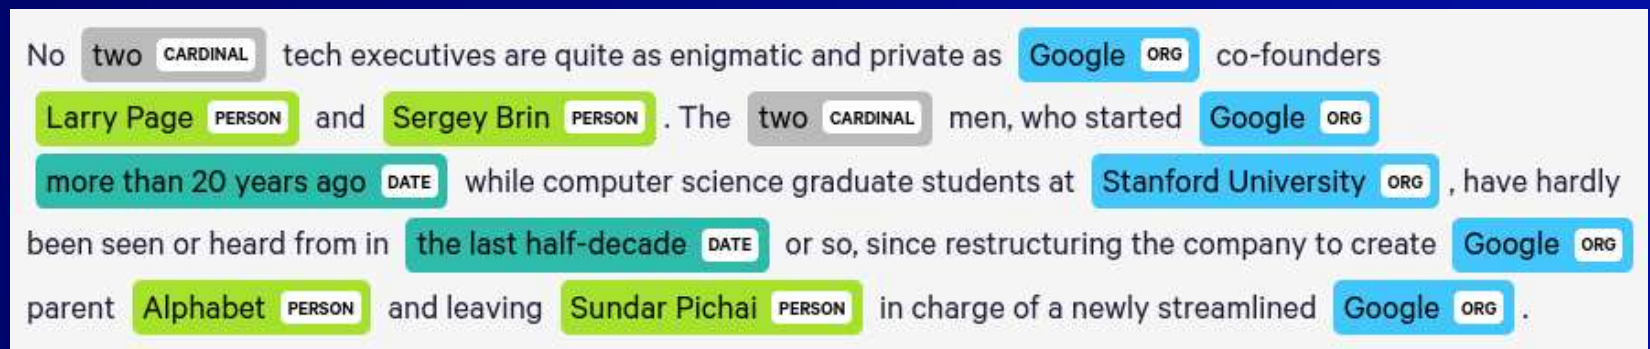 No two CARDINAL tech executives are quite as enigmatic and private as Google ORG co-founders
Larry Page PERSON and Sergey Brin PERSON . The two CARDINAL men, who started Google ORG
more than 20 years ago DATE while computer science graduate students at Stanford University ORG , have hardly
been seen or heard from in the last half-decade DATE or so, since restructuring the company to create Google ORG
parent Alphabet PERSON and leaving Sundar Pichai PERSON in charge of a newly streamlined Google ORG .